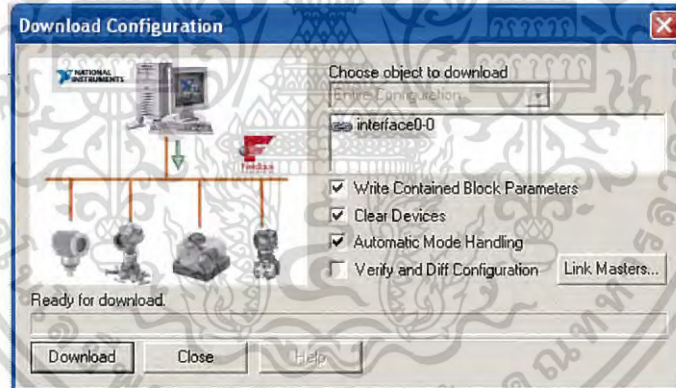 Download Configuration
NATIONAL
INSTRUMENTS
Fieldbus
Choose object to download
Entire Configuration
interface0-0
Write Contained Block Parameters
Clear Devices
Automatic Mode Handling
Verify and Diff Configuration
Link Masters...
Ready for download.
Download
Close
Help